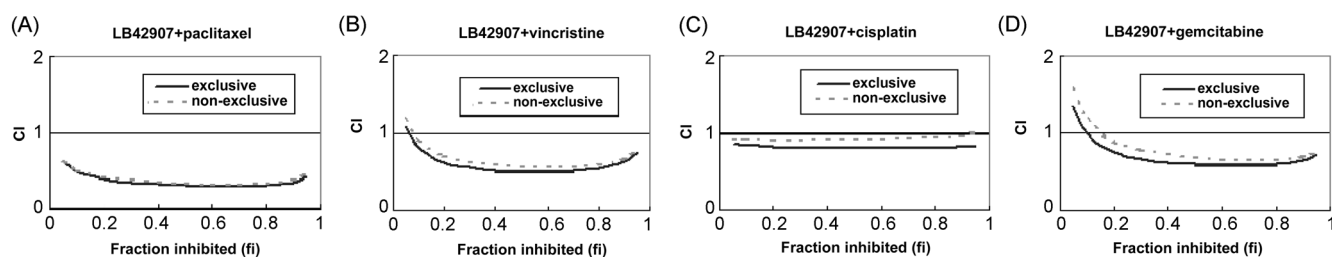 (A)
LB42907+paclitaxel
2
exclusive
non-exclusive
CI
1
0
0
0.2
0.4
0.6
0.8
1
Fraction inhibited (fi)
(B)
LB42907+vincristine
2
exclusive
non-exclusive
CI
1
0
0
0.2
0.4
0.6
0.8
1
Fraction inhibited (fi)
(C)
LB42907+cisplatin
2
exclusive
non-exclusive
CI
1
0
0
0.2
0.4
0.6
0.8
1
Fraction inhibited (fi)
(D)
LB42907+gemcitabine
2
exclusive
non-exclusive
CI
1
0
0
0.2
0.4
0.6
0.8
1
Fraction inhibited (fi)